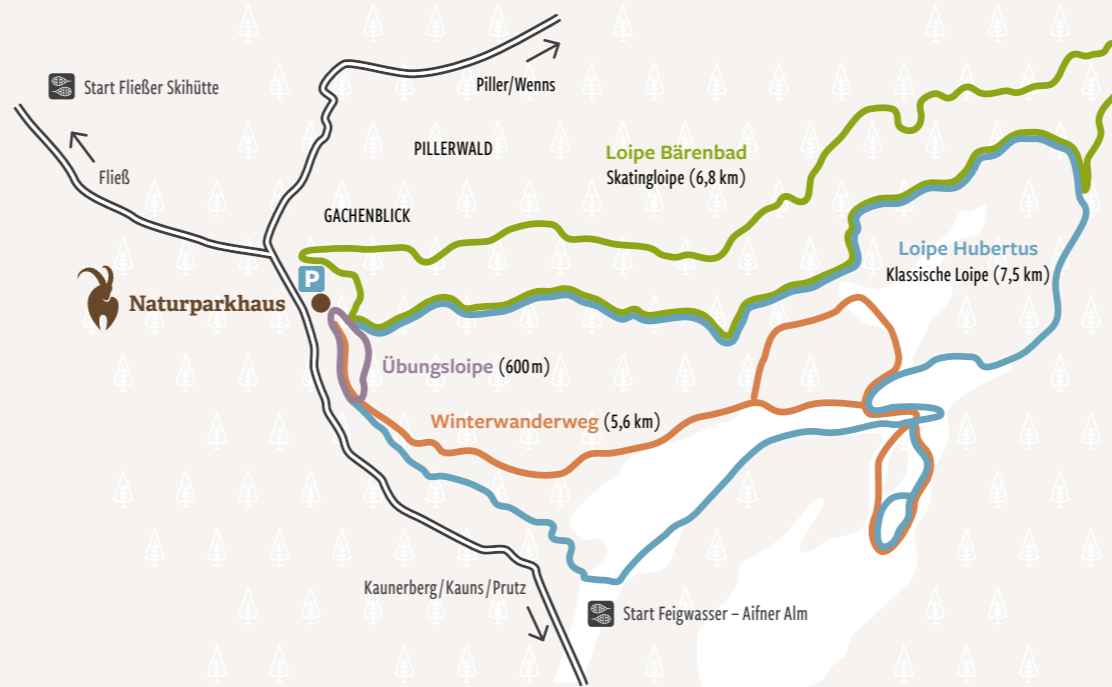 Start Fließer Skihütte
Piller/Wenns
Fließ
PILLERWALD
Loipe Bärenbad
Skatingloipe (6,8 km)
GACHENBLICK
Loipe Hubertus
Klassische Loipe (7,5 km)
P
Naturparkhaus
Übungsloipe (600 m)
Winterwanderweg (5,6 km)
Kaunerberg/Kauns/Prutz
Start Feigwasser – Aifner Alm